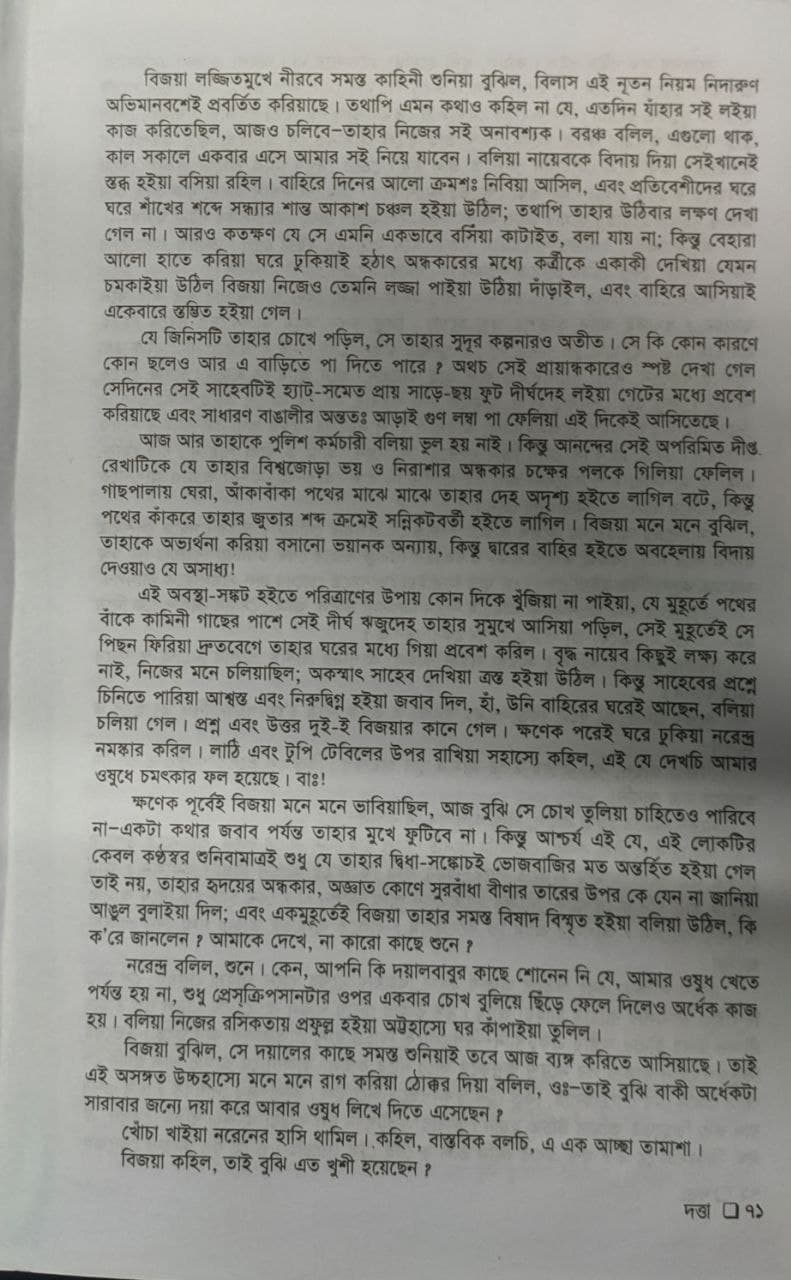 বিজয়া লজ্জিতমুখে নীরবে সমস্ত কাহিনী শুনিয়া বুঝিল, বিলাস এই নূতন নিয়ম নিদারুণ
অভিমানবশেই প্রবর্তিত করিয়াছে। তথাপি এমন কথাও কহিল না যে, এতদিন যাঁহার সই লইয়া
কাজ করিতেছিল, আজও চলিবে—তাহার নিজের সই অনাবশ্যক। বরঞ্চ বলিল, এগুলো থাক,
কাল সকালে একবার এসে আমার সই নিয়ে যাবেন। বলিয়া নায়েবকে বিদায় দিয়া সেইখানেই
স্তব্ধ হইয়া বসিয়া রহিল। বাহিরে দিনের আলো ক্রমশঃ নিবিয়া আসিল, এবং প্রতিবেশীদের ঘরে
ঘরে শাঁখের শব্দে সন্ধ্যার শান্ত আকাশ চঞ্চল হইয়া উঠিল; তথাপি তাহার উঠিবার লক্ষণ দেখা
গেল না। আরও কতক্ষণ যে সে এমনি একভাবে বসিয়া কাটাইত, বলা যায় না; কিন্তু বেহারা
আলো হাতে করিয়া ঘরে ঢুকিয়াই হঠাৎ অন্ধকারের মধ্যে কর্ত্রীকে একাকী দেখিয়া যেমন
চমকাইয়া উঠিল বিজয়া নিজেও তেমনি লজ্জা পাইয়া উঠিয়া দাঁড়াইল, এবং বাহিরে আসিয়াই
একেবারে স্তম্ভিত হইয়া গেল।
যে জিনিসটি তাহার চোখে পড়িল, সে তাহার সুদূর কল্পনারও অতীত। সে কি কোন কারণে
কোন ছলেও আর এ বাড়িতে পা দিতে পারে ? অথচ সেই প্রায়ান্ধকারেও স্পষ্ট দেখা গেল
সেদিনের সেই সাহেবটিই হ্যাট্-সমেত প্রায় সাড়ে-ছয় ফুট দীর্ঘদেহ লইয়া গেটের মধ্যে প্রবেশ
করিয়াছে এবং সাধারণ বাঙালীর অন্ততঃ আড়াই গুণ লম্বা পা ফেলিয়া এই দিকেই আসিতেছে।
আজ আর তাহাকে পুলিশ কর্মচারী বলিয়া ভুল হয় নাই। কিন্তু আনন্দের সেই অপরিমিত দীপ্ত
রেখাটিকে যে তাহার বিশ্বজোড়া ভয় ও নিরাশার অন্ধকার চক্ষের পলকে গিলিয়া ফেলিল।
গাছপালায় ঘেরা, আঁকাবাঁকা পথের মাঝে মাঝে তাহার দেহ অদৃশ্য হইতে লাগিল বটে, কিন্তু
পথের কাঁকরে তাহার জুতার শব্দ ক্রমেই সন্নিকটবর্তী হইতে লাগিল। বিজয়া মনে মনে বুঝিল,
তাহাকে অভ্যর্থনা করিয়া বসানো ভয়ানক অন্যায়, কিন্তু দ্বারের বাহির হইতে অবহেলায় বিদায়
দেওয়াও যে অসাধ্য!
এই অবস্থা-সঙ্কট হইতে পরিত্রাণের উপায় কোন দিকে খুঁজিয়া না পাইয়া, যে মুহূর্তে পথের
বাঁকে কামিনী গাছের পাশে সেই দীর্ঘ ঋজুদেহ তাহার সুমুখে আসিয়া পড়িল, সেই মুহূর্তেই সে
পিছন ফিরিয়া দ্রুতবেগে তাহার ঘরের মধ্যে গিয়া প্রবেশ করিল। বৃদ্ধ নায়েব কিছুই লক্ষ্য করে
নাই, নিজের মনে চলিয়াছিল; অকস্মাৎ সাহেব দেখিয়া ত্রস্ত হইয়া উঠিল। কিন্তু সাহেবের প্রশ্নে
চিনিতে পারিয়া আশ্বস্ত এবং নিরুদ্বিগ্ন হইয়া জবাব দিল, হাঁ, উনি বাহিরের ঘরেই আছেন, বলিয়া
চলিয়া গেল। প্রশ্ন এবং উত্তর দুই-ই বিজয়ার কানে গেল। ক্ষণেক পরেই ঘরে ঢুকিয়া নরেন্দ্র
নমস্কার করিল। লাঠি এবং টুপি টেবিলের উপর রাখিয়া সহাস্যে কহিল, এই যে দেখচি আমার
ওষুধে চমৎকার ফল হয়েছে। বাঃ!
ক্ষণেক পূর্বেই বিজয়া মনে মনে ভাবিয়াছিল, আজ বুঝি সে চোখ তুলিয়া চাহিতেও পারিবে
না—একটা কথার জবাব পর্যন্ত তাহার মুখে ফুটিবে না। কিন্তু আশ্চর্য এই যে, এই লোকটির
কেবল কণ্ঠস্বর শুনিবামাত্রই শুধু যে তাহার দ্বিধা-সঙ্কোচই ভোজবাজির মত অন্তর্হিত হইয়া গেল
তাই নয়, তাহার হৃদয়ের অন্ধকার, অজ্ঞাত কোণে সুরবাঁধা বীণার তারের উপর কে যেন না জানিয়া
আঙুল বুলাইয়া দিল; এবং একমুহূর্তেই বিজয়া তাহার সমস্ত বিষাদ বিস্মৃত হইয়া বলিয়া উঠিল, কি
ক'রে জানলেন ? আমাকে দেখে, না কারো কাছে শুনে ?
নরেন্দ্র বলিল, শুনে। কেন, আপনি কি দয়ালবাবুর কাছে শোনেন নি যে, আমার ওষুধ খেতে
পর্যন্ত হয় না, শুধু প্রেস্ক্রিপসানটার ওপর একবার চোখ বুলিয়ে ছিঁড়ে ফেলে দিলেও অর্ধেক কাজ
হয়। বলিয়া নিজের রসিকতায় প্রফুল্ল হইয়া অট্টহাস্যে ঘর কাঁপাইয়া তুলিল।
বিজয়া বুঝিল, সে দয়ালের কাছে সমস্ত শুনিয়াই তবে আজ ব্যঙ্গ করিতে আসিয়াছে। তাই
এই অসঙ্গত উচ্চহাস্যে মনে মনে রাগ করিয়া ঠোক্কর দিয়া বলিল, ওঃ—তাই বুঝি বাকী অর্ধেকটা
সারাবার জন্যে দয়া করে আবার ওষুধ লিখে দিতে এসেছেন ?
খোঁচা খাইয়া নরেনের হাসি থামিল। কহিল, বাস্তবিক বলচি, এ এক আচ্ছা তামাশা।
বিজয়া কহিল, তাই বুঝি এত খুশী হয়েছেন ?
দত্তা ❏ ৭১